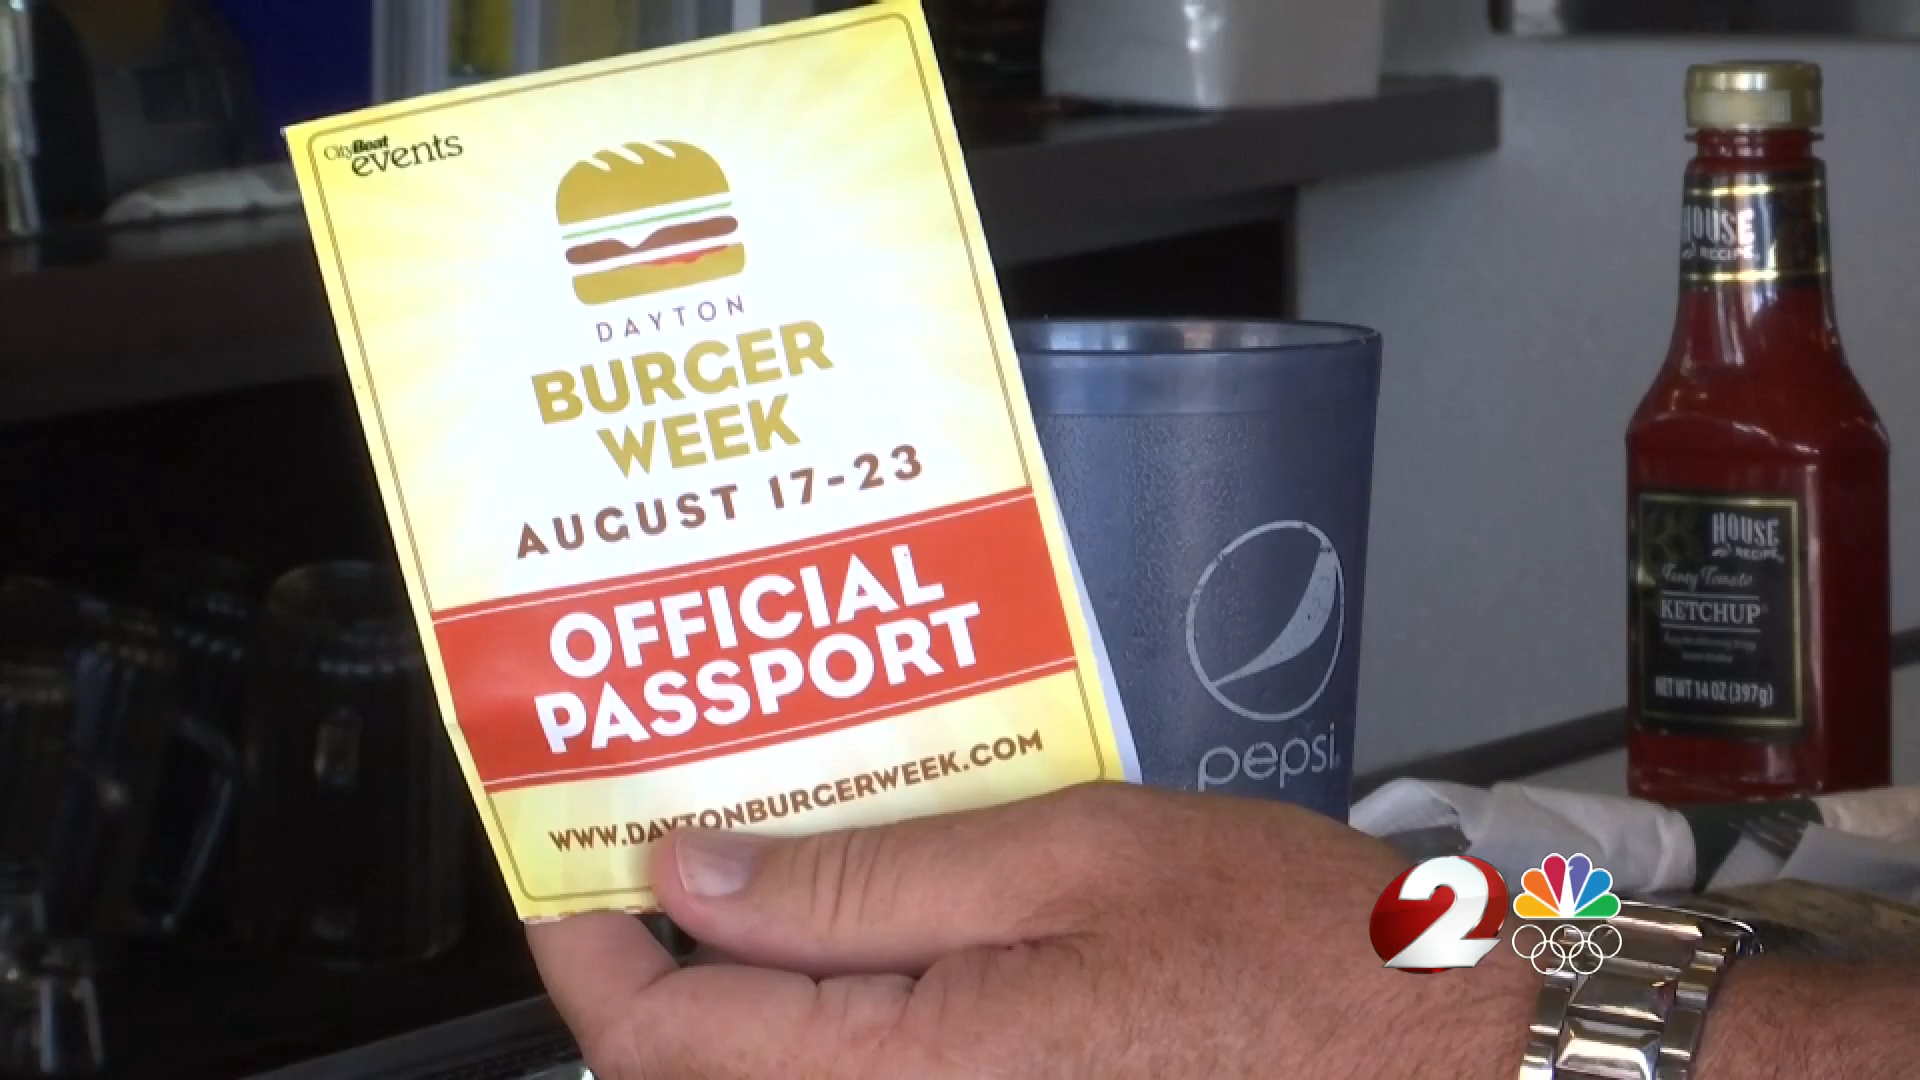 CityBeat
events
DAYTON
BURGER
WEEK
AUGUST 17-23
OFFICIAL
PASSPORT
WWW.DAYTONBURGERWEEK.COM
pepsi
HOUSE
RECIPE
HOUSE
RECIPE
Fancy Tomato
KETCHUP
NET WT 14 OZ (397g)
2